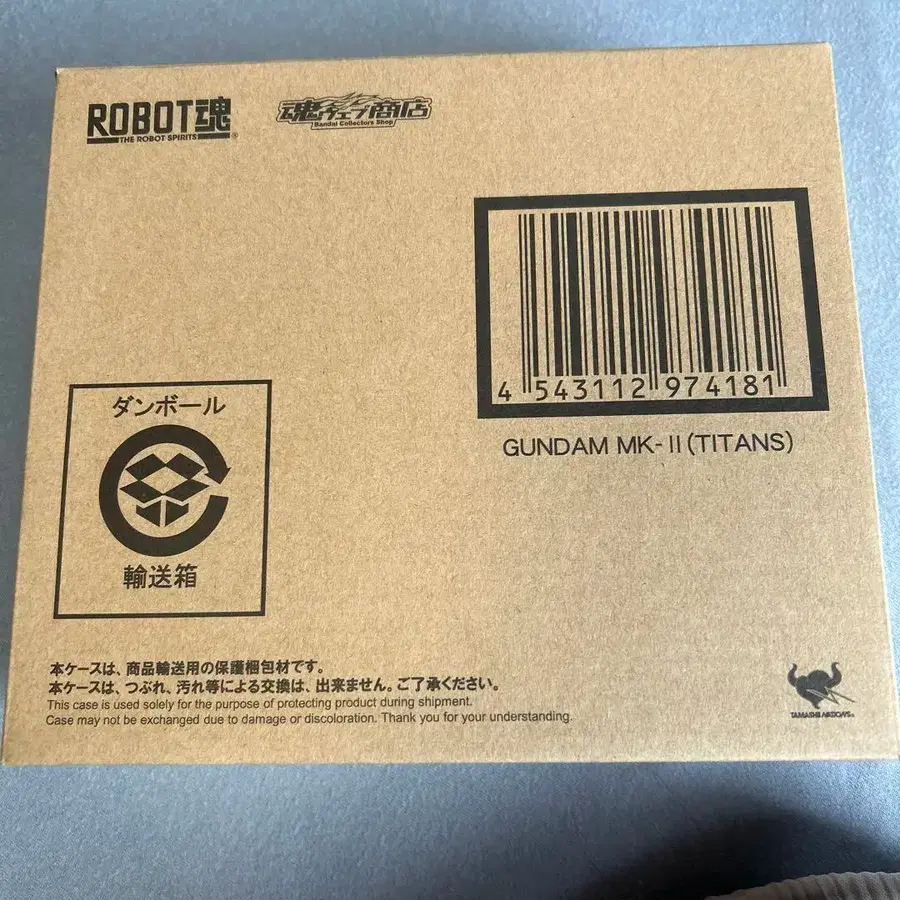 ROBOT魂
THE ROBOT SPIRITS®
魂ウェブ商店
Bandai Collectors Shop
4 543112 974181
GUNDAM MK-II(TITANS)
ダンボール
輸送箱
本ケースは、商品輸送用の保護梱包材です。
本ケースは、つぶれ、汚れ等による交換は、出来ません。ご了承ください。
This case is used solely for the purpose of protecting product during shipment.
Case may not be exchanged due to damage or discoloration. Thank you for your understanding.
TAMASHII NATIONS®